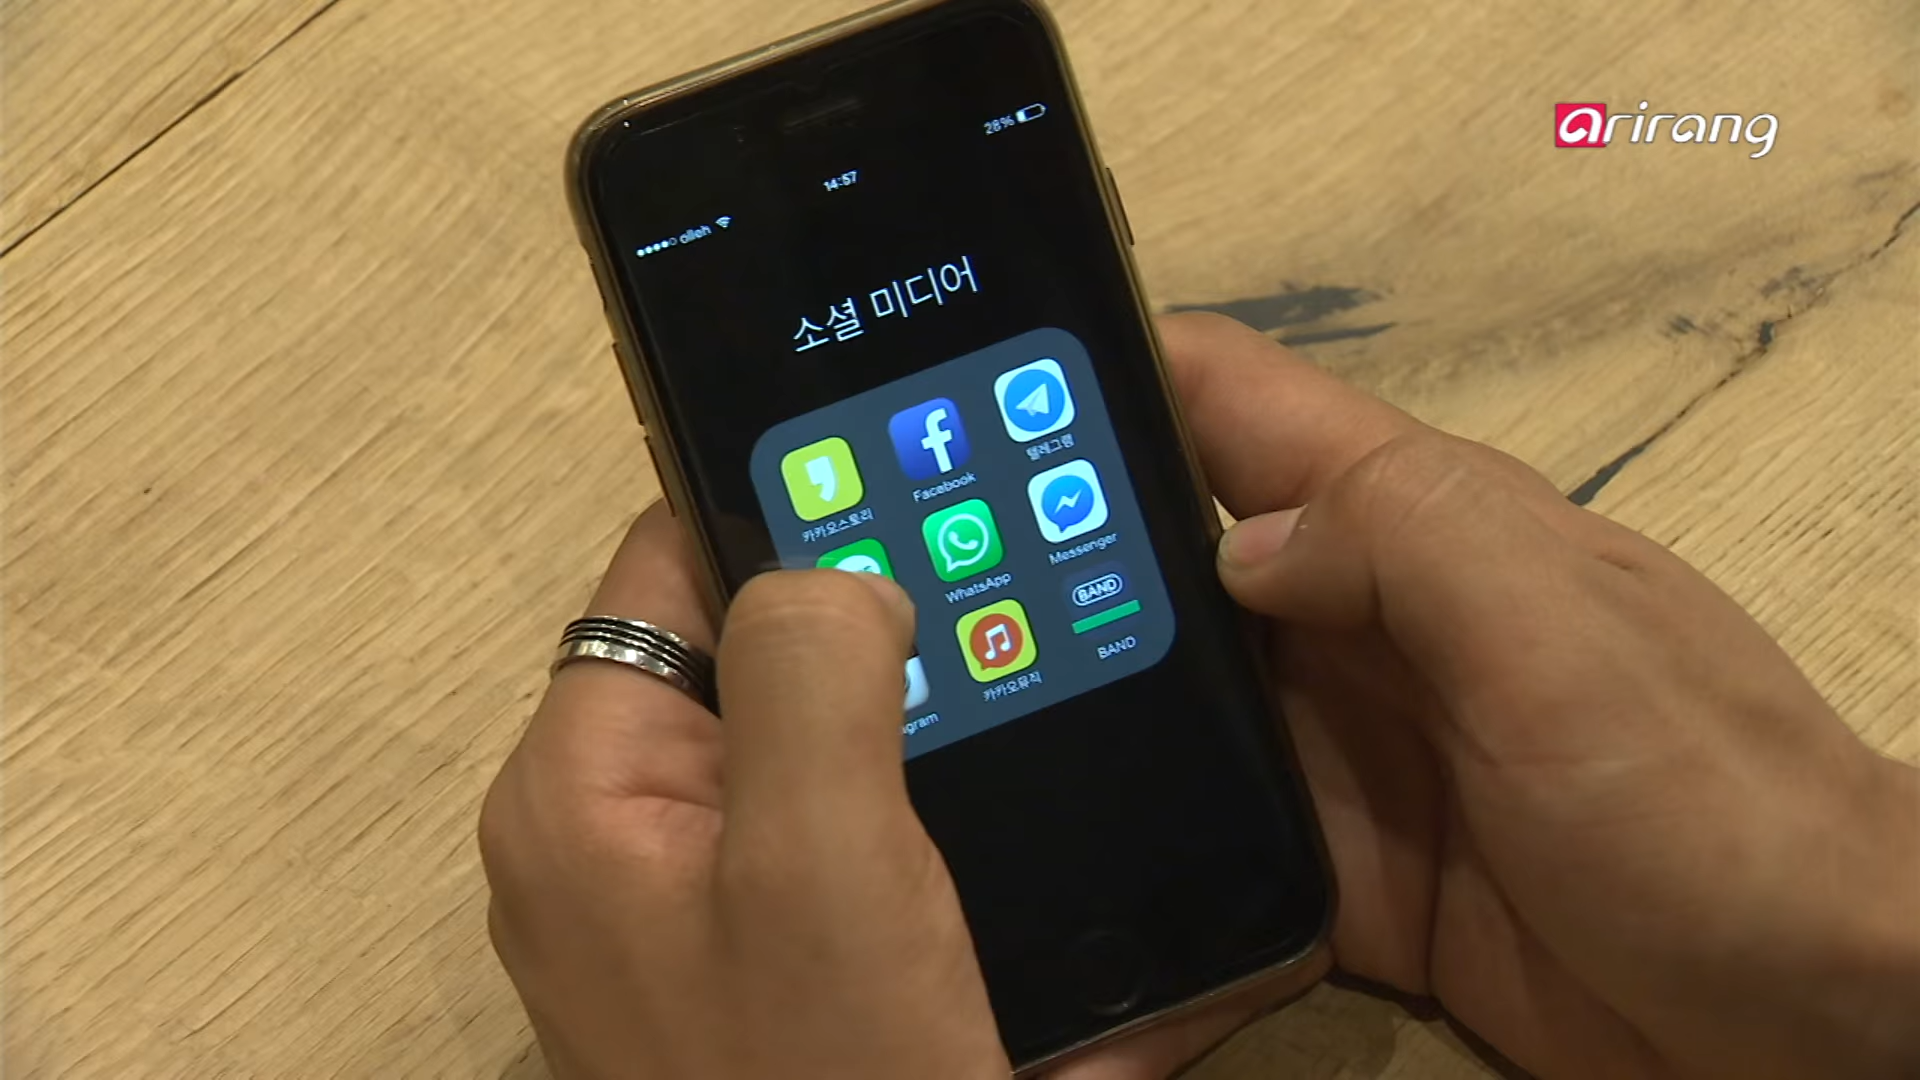 arirang
28%
14:57
olleh
소셜 미디어
카카오스토리
Facebook
텔레그램
WhatsApp
Messenger
카카오뮤직
BAND
BAND